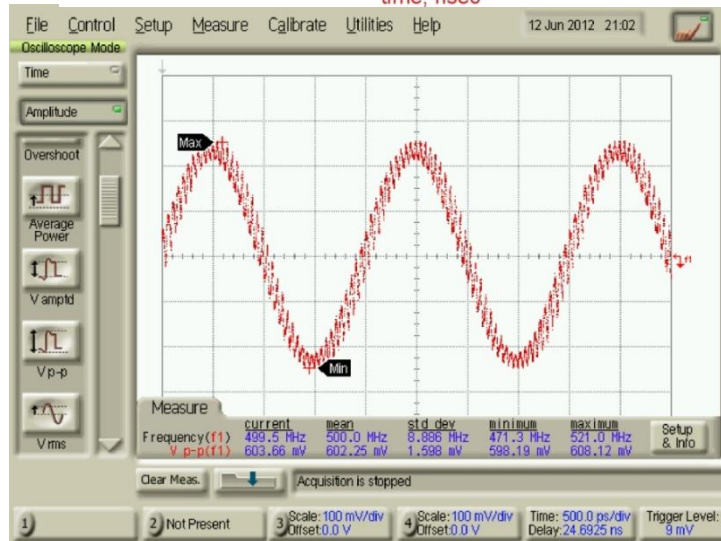 time, nsec
File Control Setup Measure Calibrate Utilities Help 12 Jun 2012 21:02
Oscilloscope Mode
Time
Amplitude
Overshoot
Average
Power
V amptd
V p-p
V rms
Max
Min
f1
Measure
current mean std dev minimum maximum
Frequency(f1) 499.5 MHz 500.0 MHz 8.886 MHz 471.3 MHz 521.0 MHz
V p-p(f1) 603.66 mV 602.25 mV 1.598 mV 598.19 mV 608.12 mV
Setup
& Info
Clear Meas.
Acquisition is stopped
1)
2) Not Present
3) Scale: 100 mV/div
Offset:0.0 V
4) Scale: 100 mV/div
Offset:0.0 V
Time: 500.0 ps/div
Delay:24.6925 ns
Trigger Level:
9 mV